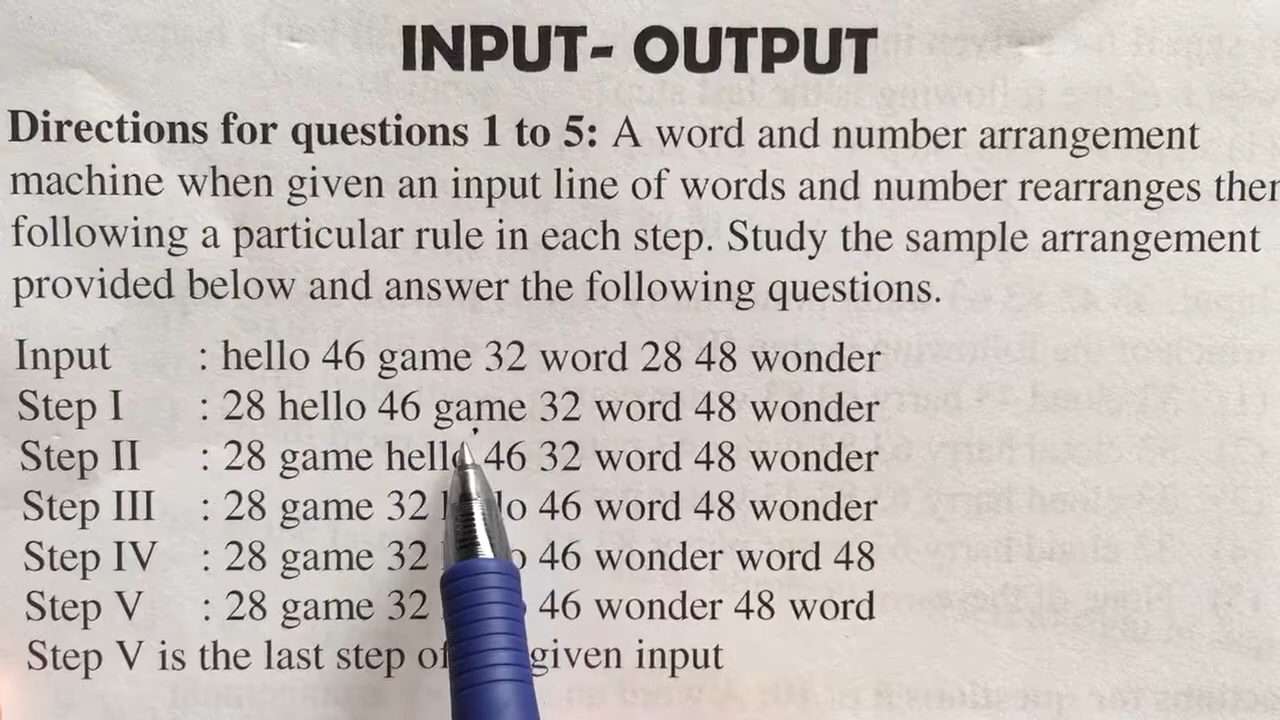 INPUT- OUTPUT
Directions for questions 1 to 5: A word and number arrangement
machine when given an input line of words and number rearranges
following a particular rule in each step. Study the sample arrangement
provided below and answer the following questions.
Input : hello 46 game 32 word 28 48 wonder
Step I : 28 hello 46 game 32 word 48 wonder
Step II : 28 game hello 46 32 word 48 wonder
Step III : 28 game 32 46 word 48 wonder
Step IV : 28 game 32 46 wonder word 48
Step V : 28 game 32 46 wonder 48 word
Step V is the last step of given input